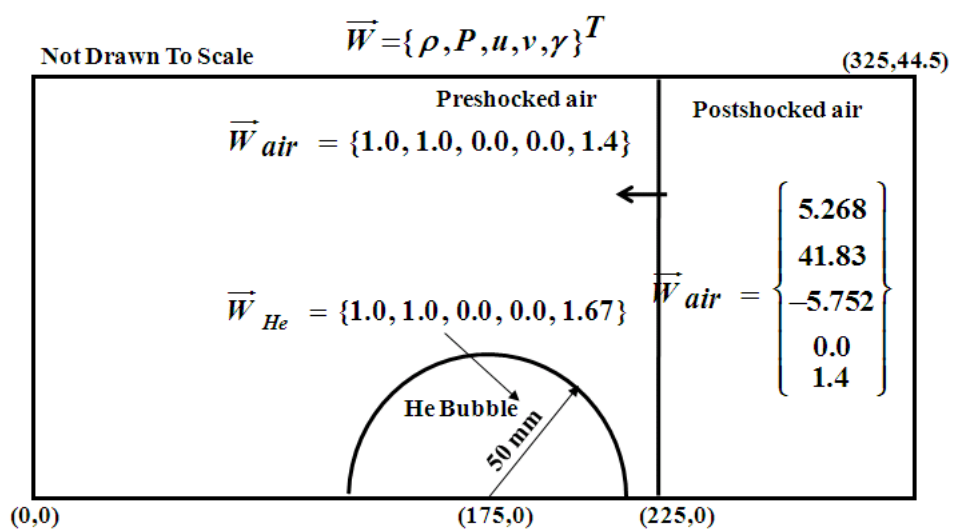 W = {ρ, P, u, v, γ}^T
Not Drawn To Scale
(325,44.5)
Preshocked air
Postshocked air
W air = {1.0, 1.0, 0.0, 0.0, 1.4}
W air =
5.268
41.83
–5.752
0.0
1.4
W He = {1.0, 1.0, 0.0, 0.0, 1.67}
He Bubble
50 mm
(0,0)
(175,0)
(225,0)